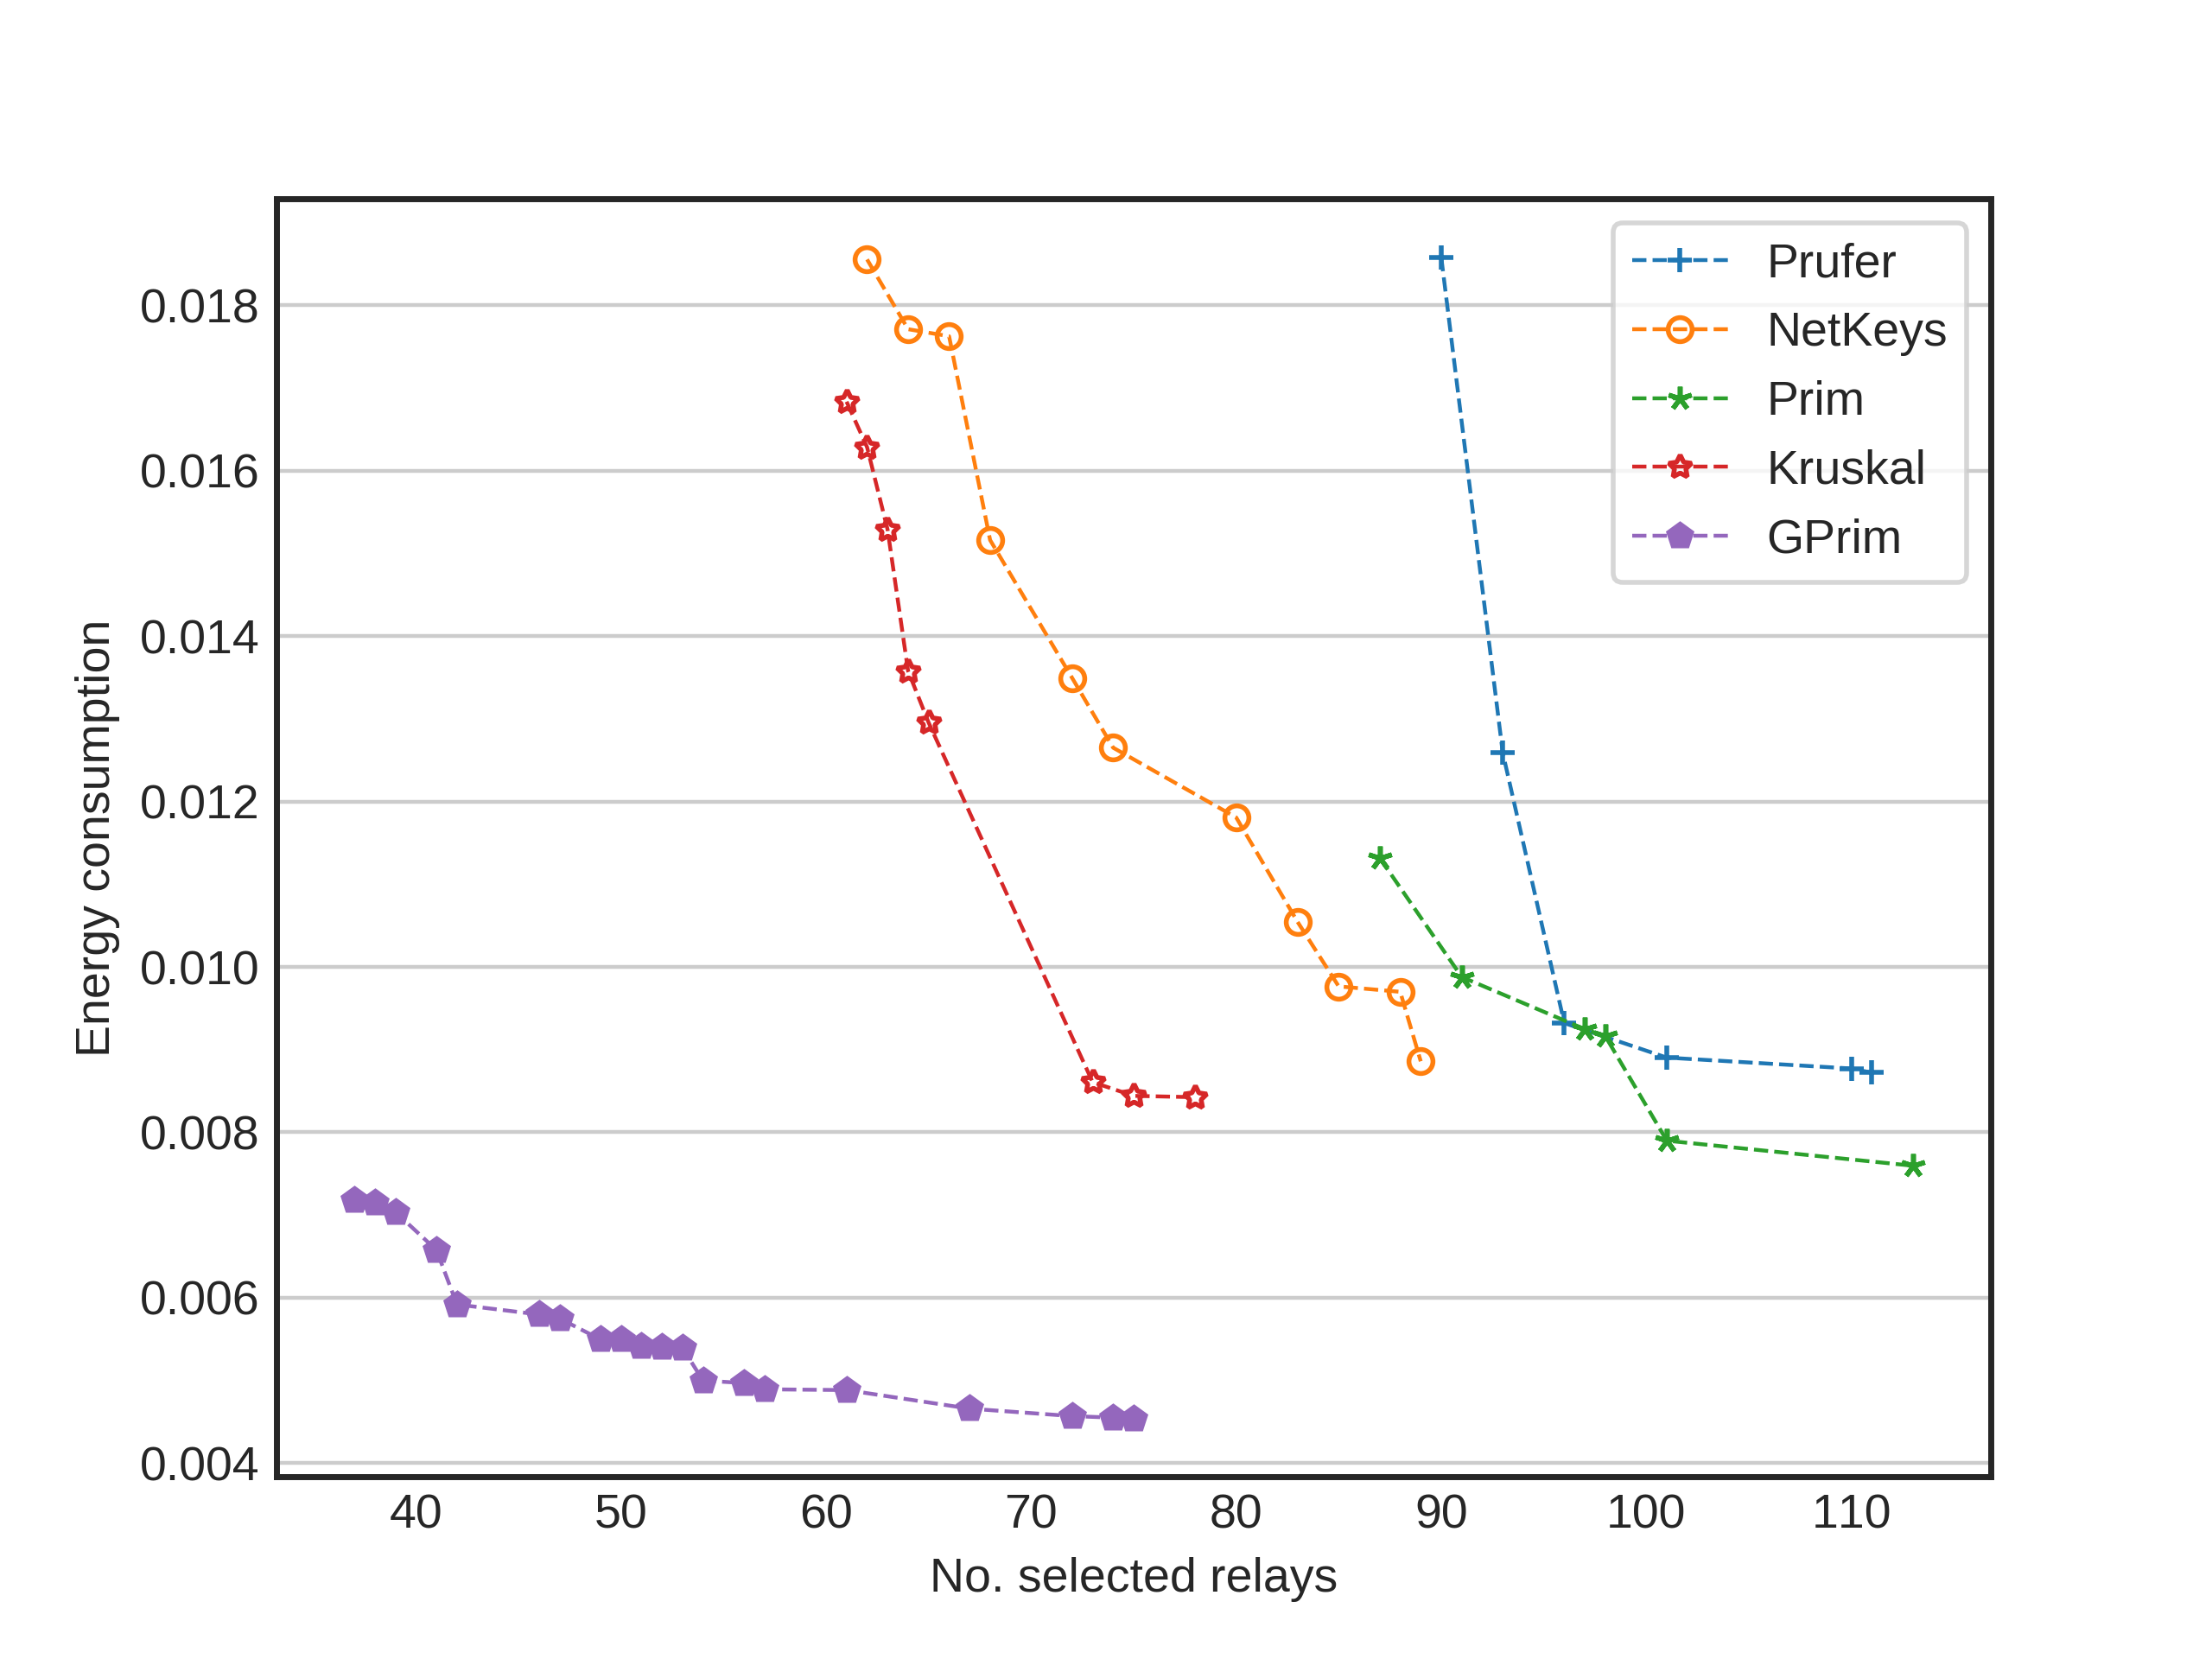 Prufer
NetKeys
Prim
Kruskal
GPrim
0.018
0.016
0.014
0.012
0.010
0.008
0.006
0.004
Energy consumption
40 50 60 70 80 90 100 110
No. selected relays